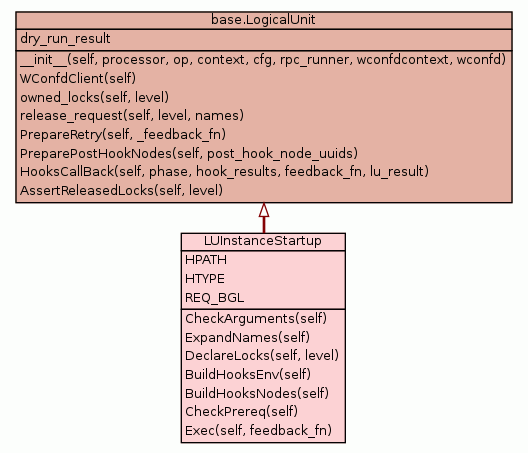 base.LogicalUnit
dry_run_result
__init__(self, processor, op, context, cfg, rpc_runner, wconfdcontext, wconfd)
WConfdClient(self)
owned_locks(self, level)
release_request(self, level, names)
PrepareRetry(self, _feedback_fn)
PreparePostHookNodes(self, post_hook_node_uuids)
HooksCallBack(self, phase, hook_results, feedback_fn, lu_result)
AssertReleasedLocks(self, level)
LUInstanceStartup
HPATH
HTYPE
REQ_BGL
CheckArguments(self)
ExpandNames(self)
DeclareLocks(self, level)
BuildHooksEnv(self)
BuildHooksNodes(self)
CheckPrereq(self)
Exec(self, feedback_fn)